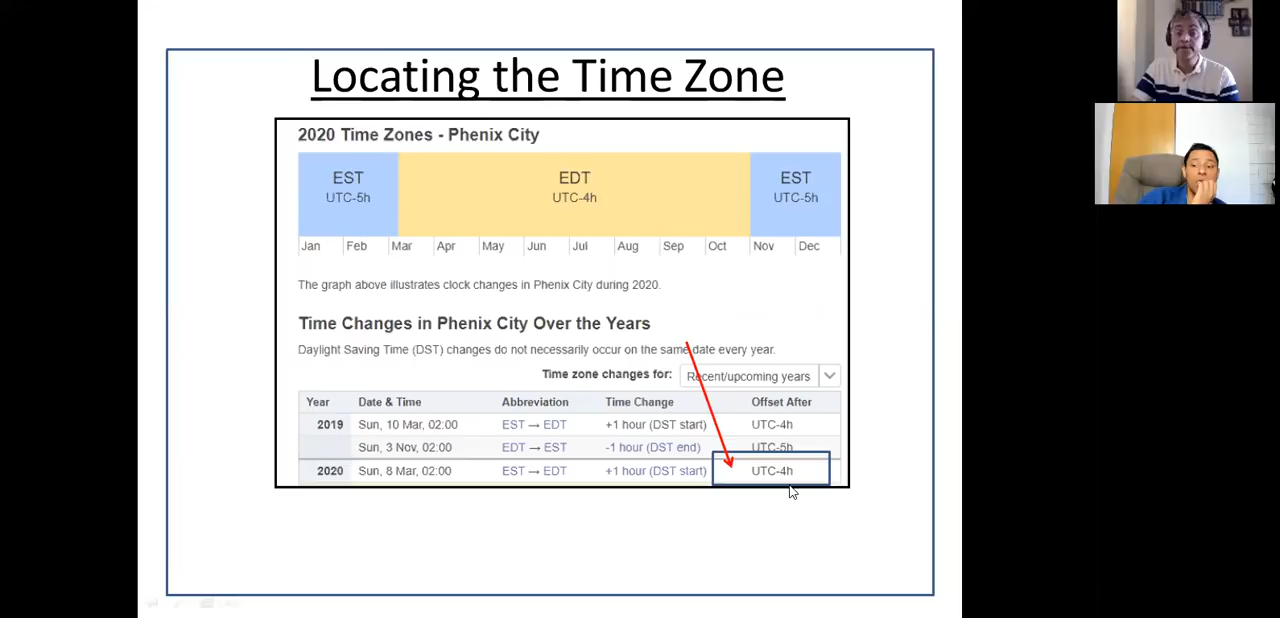 Locating the Time Zone
2020 Time Zones - Phenix City
EST EDT EST
UTC-5h UTC-4h UTC-5h
Jan Feb Mar Apr May Jun Jul Aug Sep Oct Nov Dec
The graph above illustrates clock changes in Phenix City during 2020.
Time Changes in Phenix City Over the Years
Daylight Saving Time (DST) changes do not necessarily occur on the same date every year.
Time zone changes for: Recent/upcoming years
Year Date & Time Abbreviation Time Change Offset After
2019 Sun, 10 Mar, 02:00 EST → EDT +1 hour (DST start) UTC-4h
Sun, 3 Nov, 02:00 EDT → EST -1 hour (DST end) UTC-5h
2020 Sun, 8 Mar, 02:00 EST → EDT +1 hour (DST start) UTC-4h